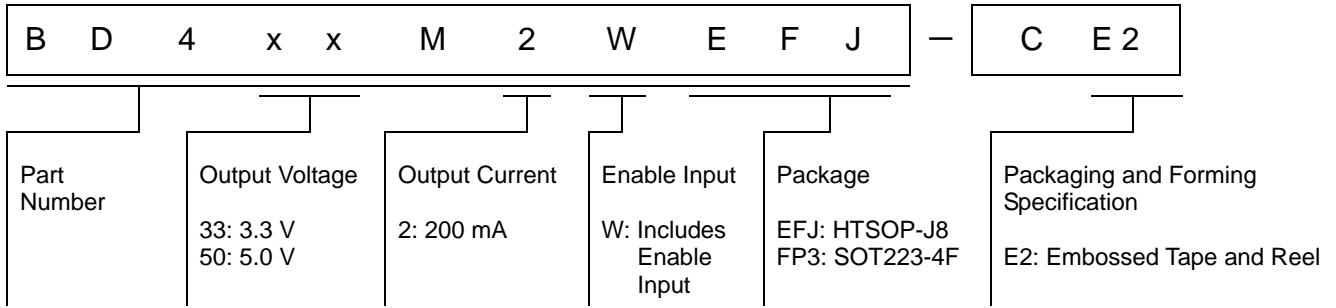 B D 4 x x M 2 W E F J – C E 2
Part
Number
Output Voltage
33: 3.3 V
50: 5.0 V
Output Current
2: 200 mA
Enable Input
W: Includes
Enable
Input
Package
EFJ: HTSOP-J8
FP3: SOT223-4F
Packaging and Forming
Specification
E2: Embossed Tape and Reel